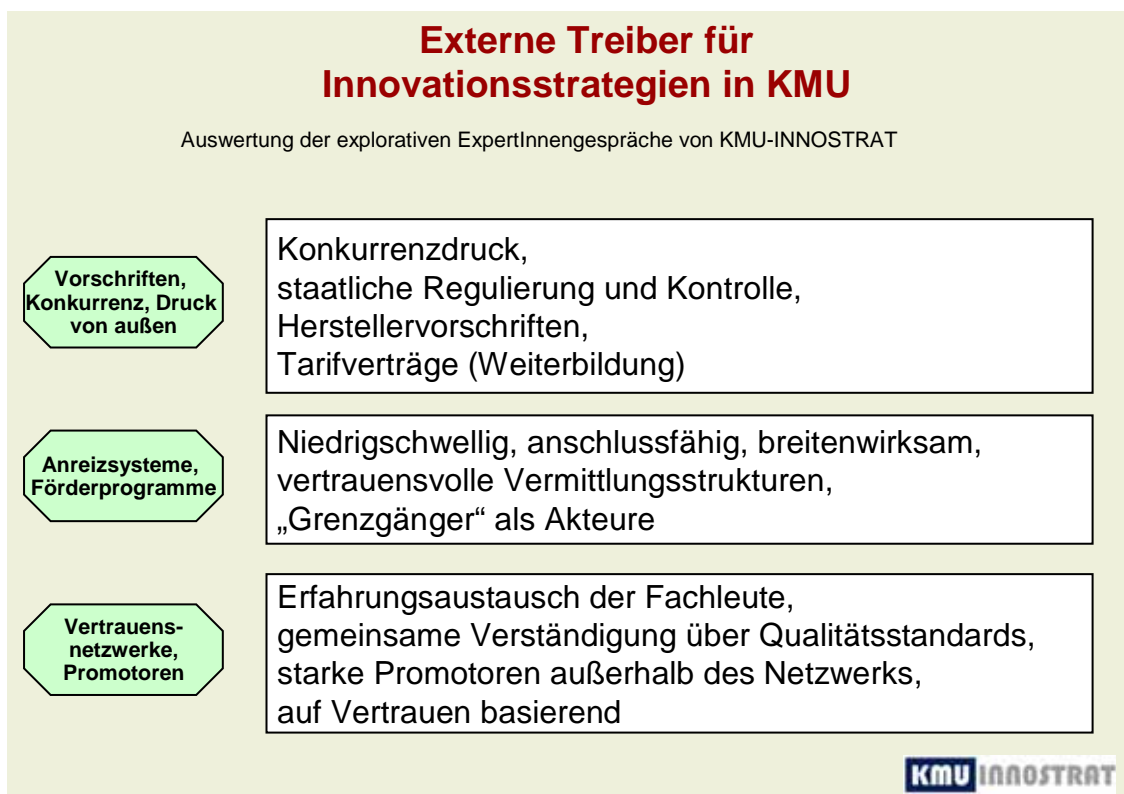 Externe Treiber für
Innovationsstrategien in KMU
Auswertung der explorativen ExpertInnengespräche von KMU-INNOSTRAT
Vorschriften,
Konkurrenz, Druck
von außen
Konkurrenzdruck,
staatliche Regulierung und Kontrolle,
Herstellervorschriften,
Tarifverträge (Weiterbildung)
Anreizsysteme,
Förderprogramme
Niedrigschwellig, anschlussfähig, breitenwirksam,
vertrauensvolle Vermittlungsstrukturen,
„Grenzgänger“ als Akteure
Vertrauens-
netzwerke,
Promotoren
Erfahrungsaustausch der Fachleute,
gemeinsame Verständigung über Qualitätsstandards,
starke Promotoren außerhalb des Netzwerks,
auf Vertrauen basierend
KMU INNOSTRAT